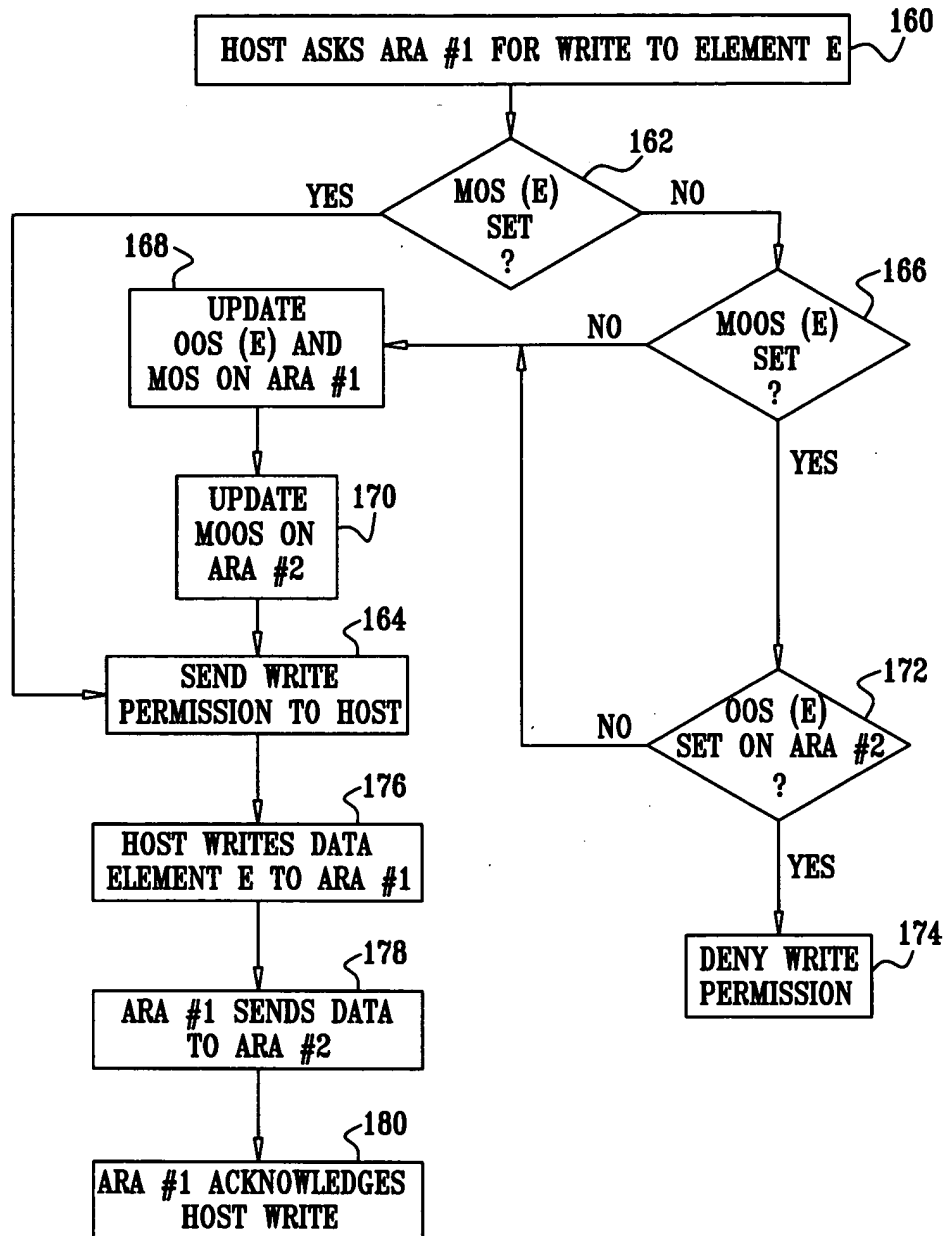 HOST ASKS ARA #1 FOR WRITE TO ELEMENT E
160
162
MOS (E)
SET
?
YES
NO
168
UPDATE
OOS (E) AND
MOS ON ARA #1
166
MOOS (E)
SET
?
NO
YES
170
UPDATE
MOOS ON
ARA #2
164
SEND WRITE
PERMISSION TO HOST
172
OOS (E)
SET ON ARA #2
?
NO
YES
176
HOST WRITES DATA
ELEMENT E TO ARA #1
174
DENY WRITE
PERMISSION
178
ARA #1 SENDS DATA
TO ARA #2
180
ARA #1 ACKNOWLEDGES
HOST WRITE